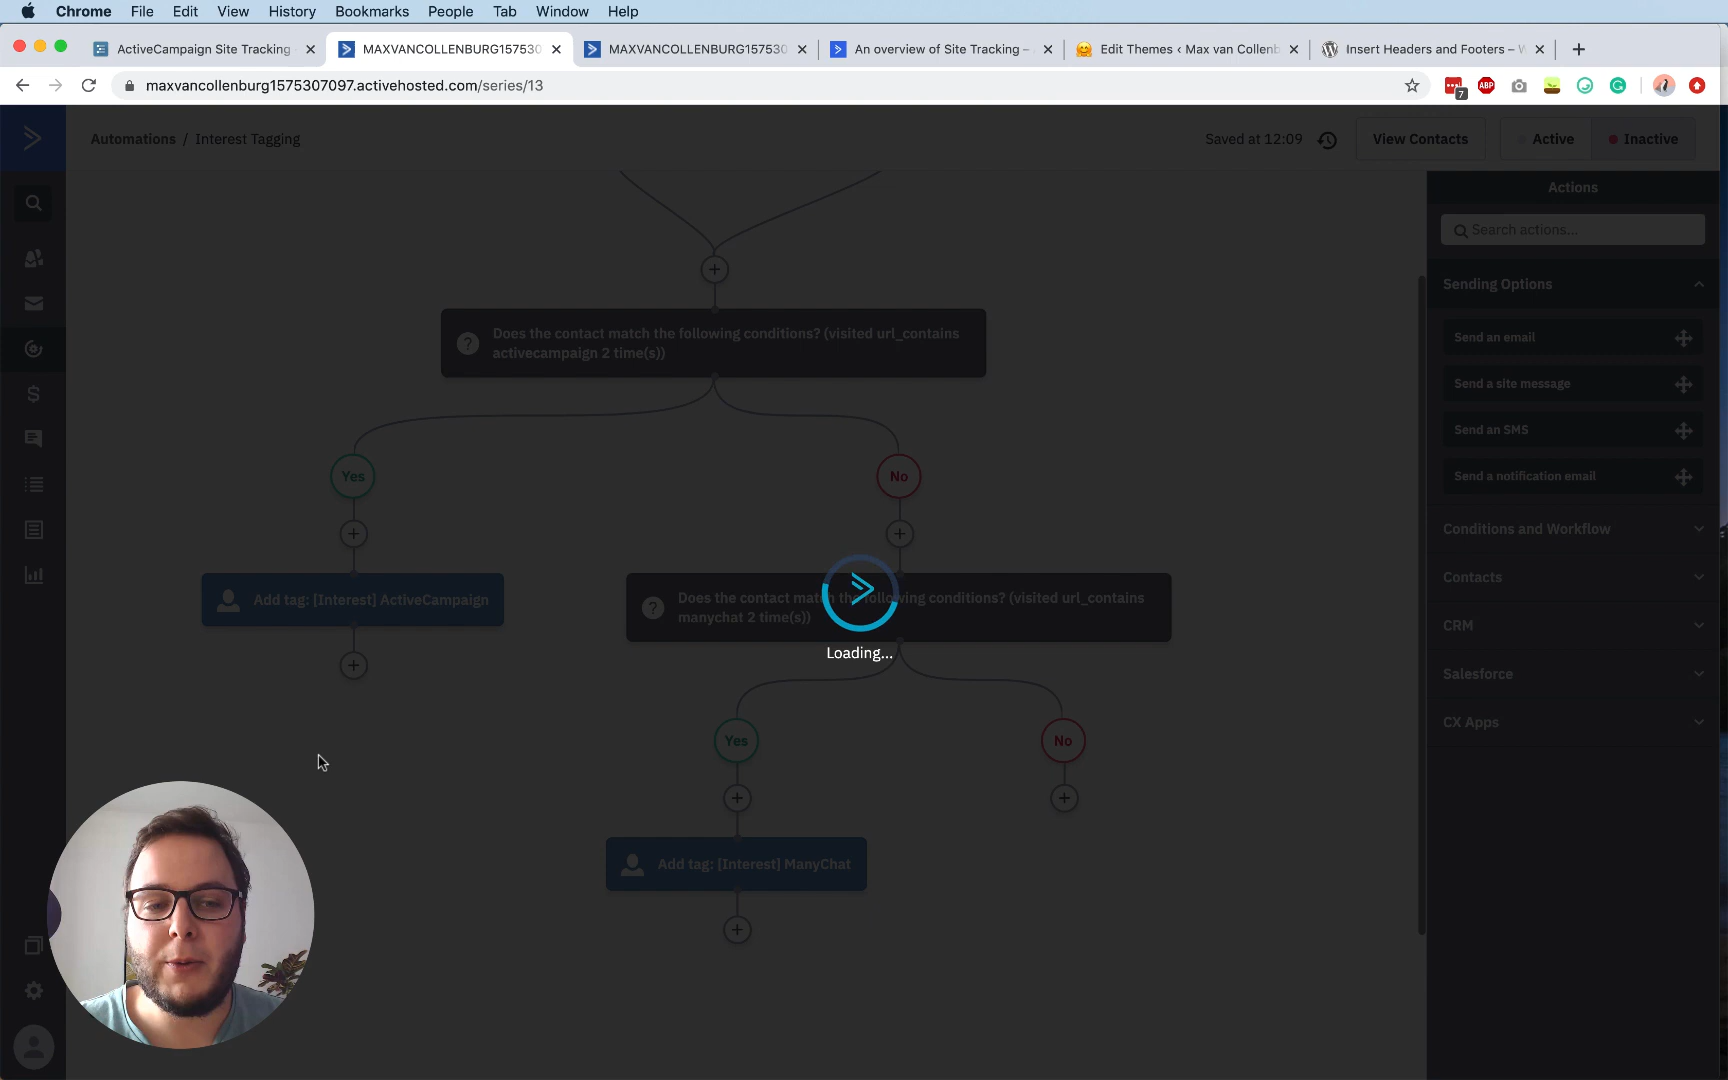 Chrome File Edit View History Bookmarks People Tab Window Help
ActiveCampaign Site Tracking
MAXVANCOLLENBURG157530
MAXVANCOLLENBURG157530
An overview of Site Tracking –
Edit Themes ‹ Max van Collenb
Insert Headers and Footers –
maxvancollenburg1575307097.activehosted.com/series/13
7
ABP
Automations / Interest Tagging
Saved at 12:09
View Contacts
Active
Inactive
Actions
Search actions...
Sending Options
Send an email
Send a site message
Send an SMS
Send a notification email
Conditions and Workflow
Contacts
CRM
Salesforce
CX Apps
Does the contact match the following conditions? (visited url_contains
activecampaign 2 time(s))
Yes
No
Add tag: [Interest] ActiveCampaign
Does the contact match the following conditions? (visited url_contains
manychat 2 time(s))
Loading...
Yes
No
Add tag: [Interest] ManyChat